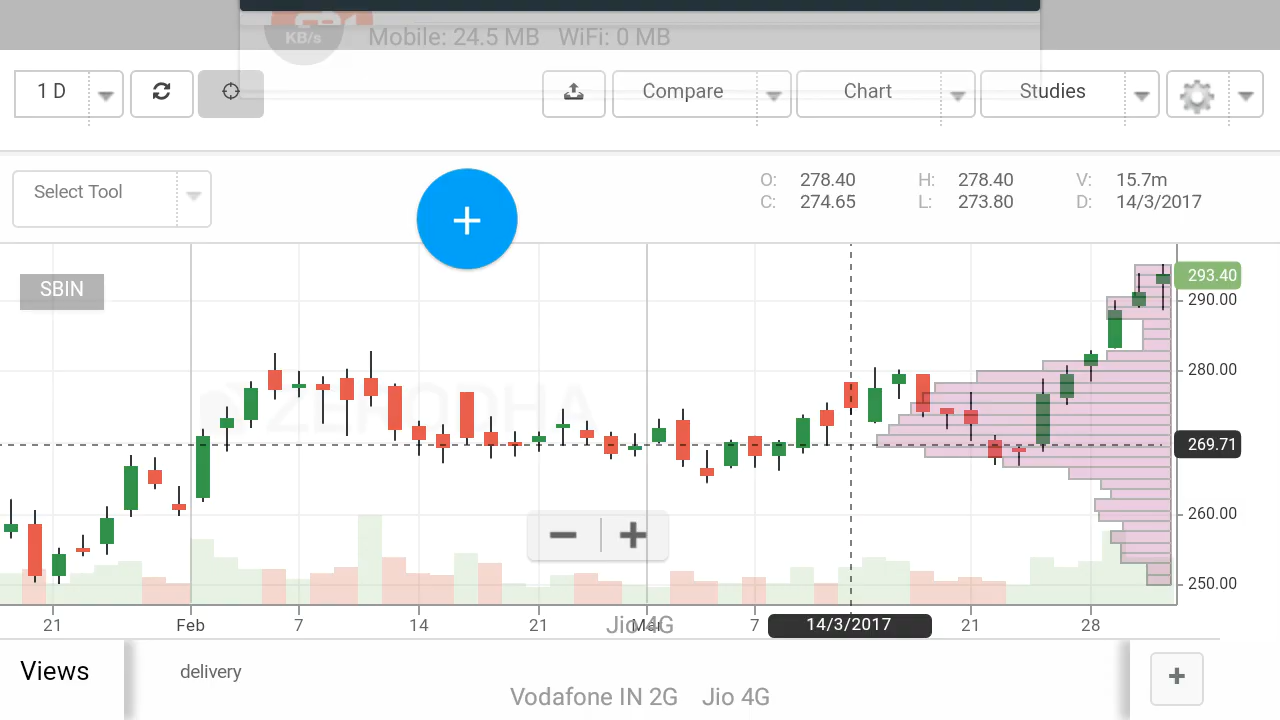 KB/s Mobile: 24.5 MB WiFi: 0 MB
1 D Compare Chart Studies
Select Tool
O: 278.40 H: 278.40 V: 15.7m
C: 274.65 L: 273.80 D: 14/3/2017
SBIN
293.40
290.00
280.00
ZERODHA
269.71
260.00
250.00
21 Feb 7 14 21 Mar 7 14/3/2017 21 28
Jio 4G
Views delivery
Vodafone IN 2G Jio 4G